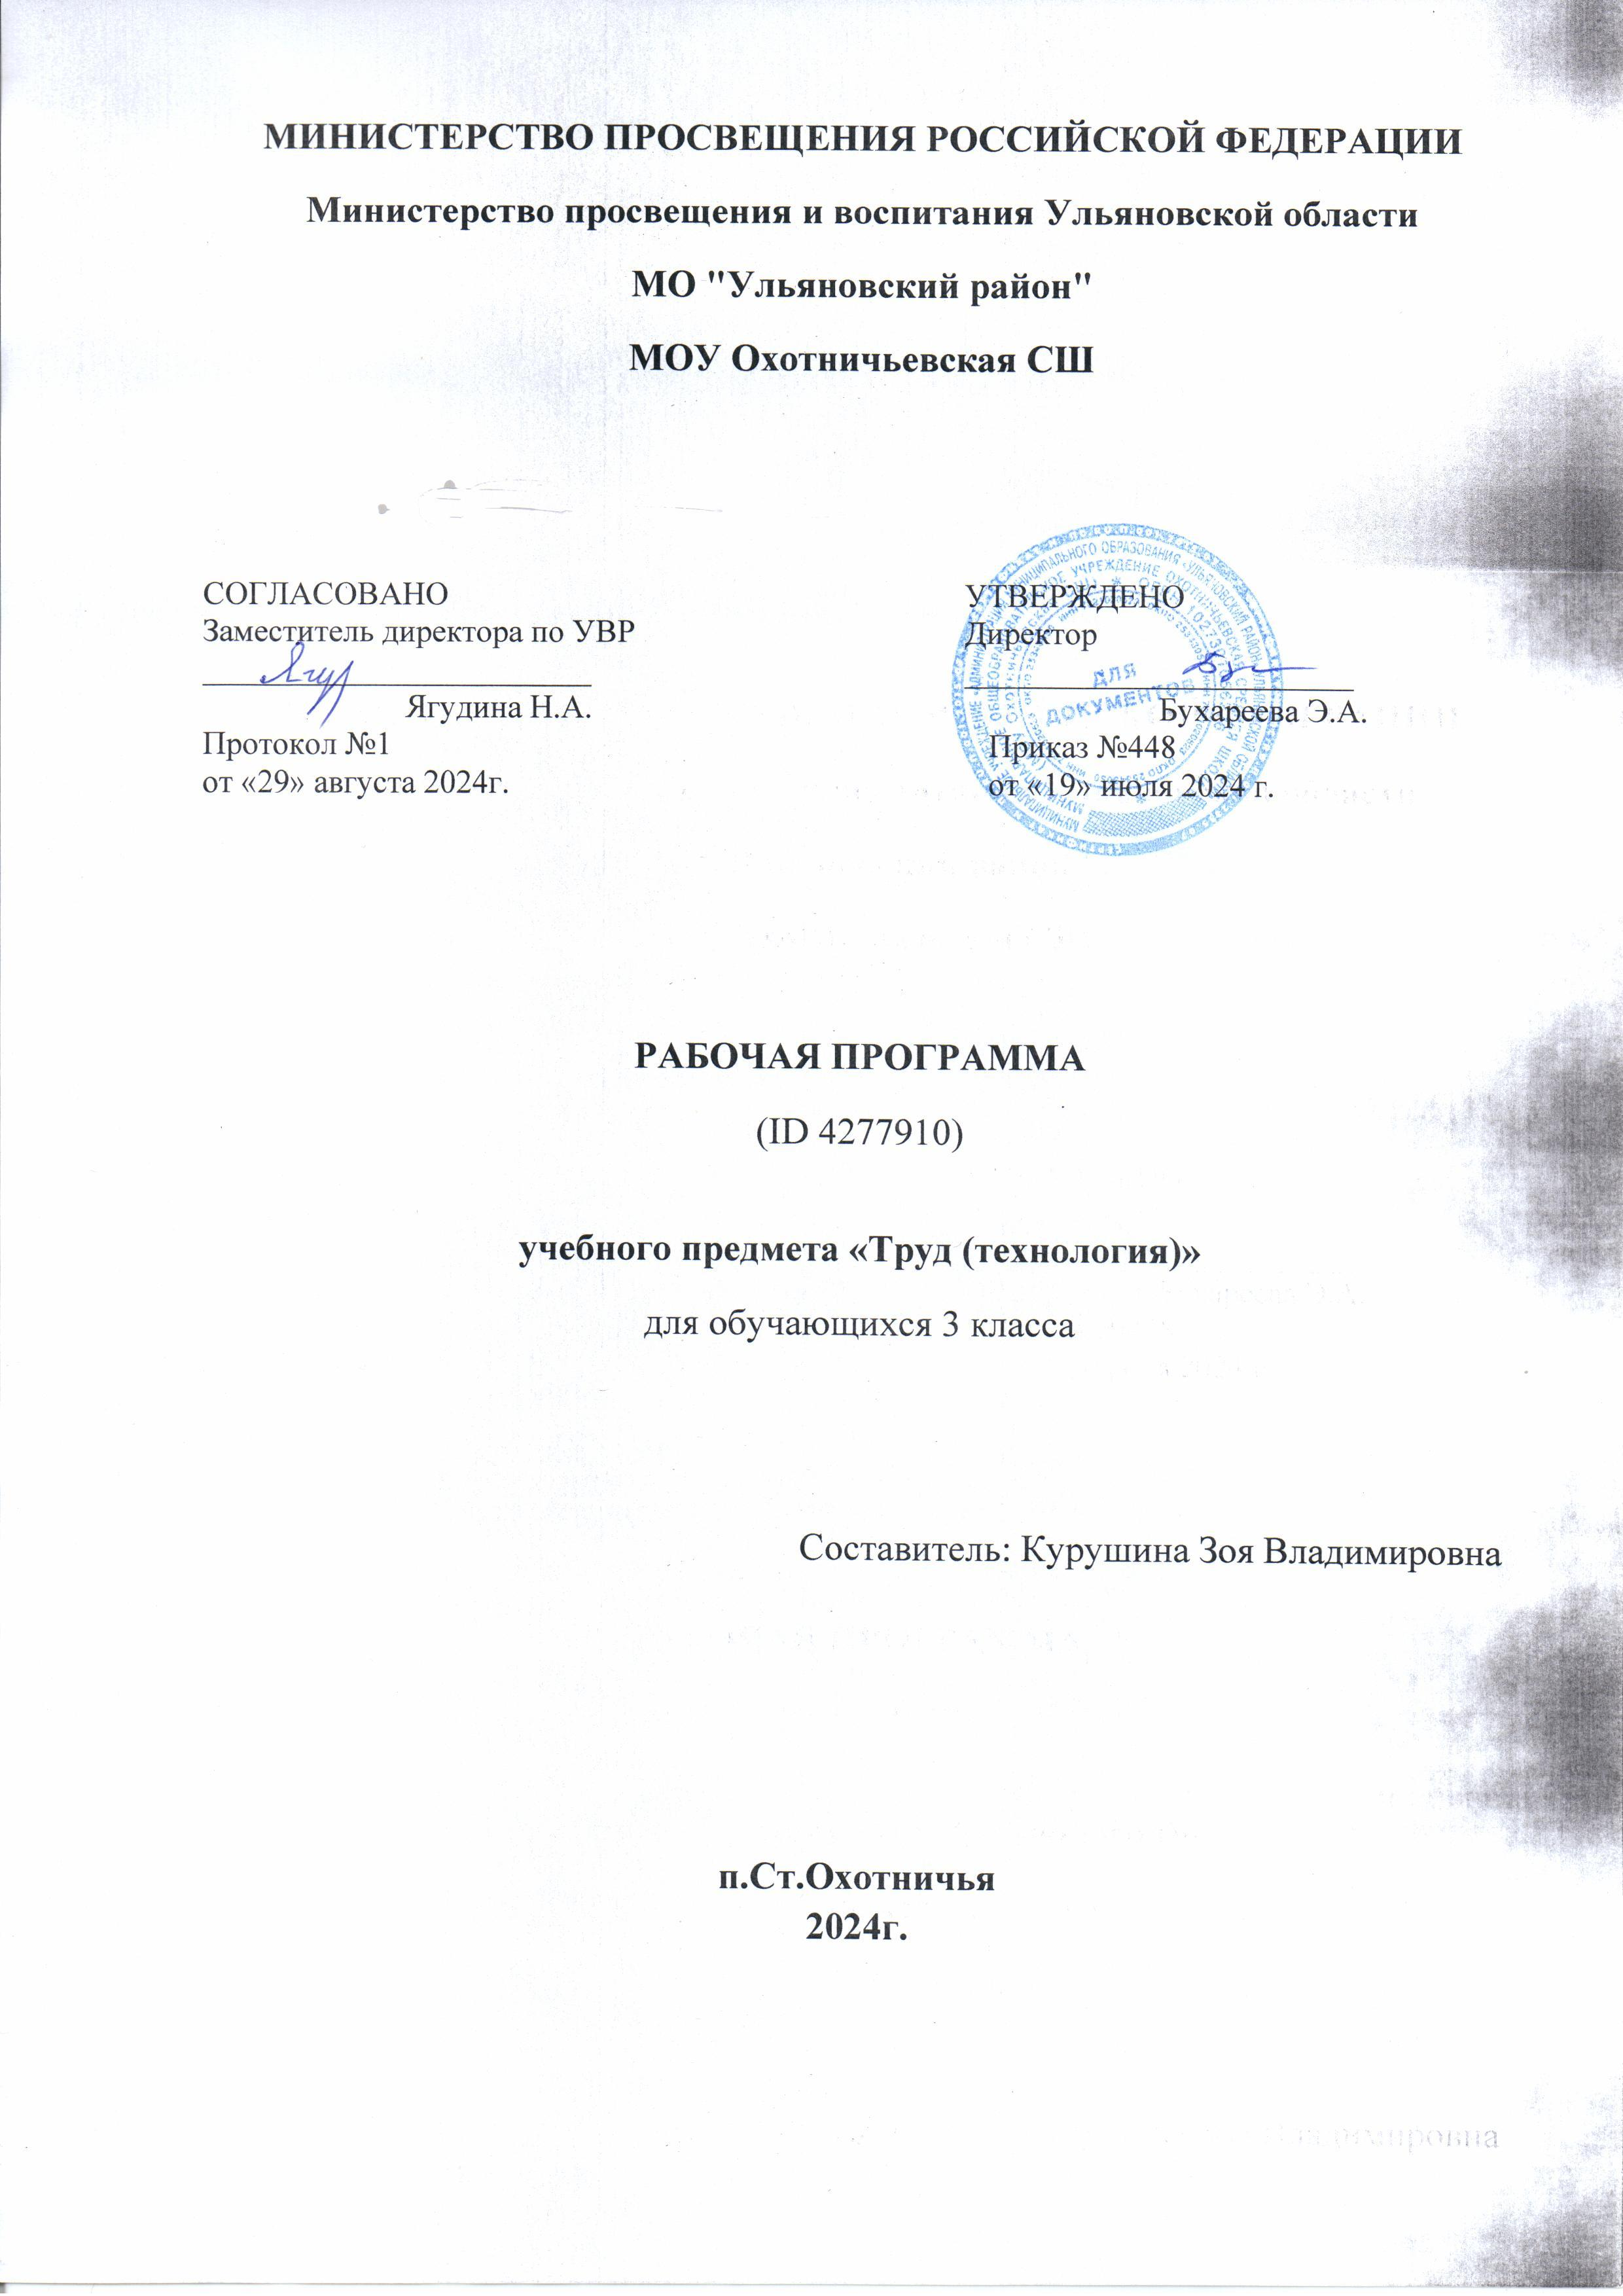 МИНИСТЕРСТВО ПРОСВЕЩЕНИЯ РОССИЙСКОЙ ФЕДЕРАЦИИ
Министерство просвещения и воспитания Ульяновской области
МО "Ульяновский район"
МОУ Охотничьевская СШ
СОГЛАСОВАНО
Заместитель директора по УВР
Ягудина Н.А.
Протокол №1
от «29» августа 2024г.
УТВЕРЖДЕНО
Директор
Бухареева Э.А.
Приказ №448
от «19» июля 2024 г.
ДЛЯ
ДОКУМЕНТОВ
РАБОЧАЯ ПРОГРАММА
(ID 4277910)
учебного предмета «Труд (технология)»
для обучающихся 3 класса
Составитель: Курушина Зоя Владимировна
п.Ст.Охотничья
2024г.